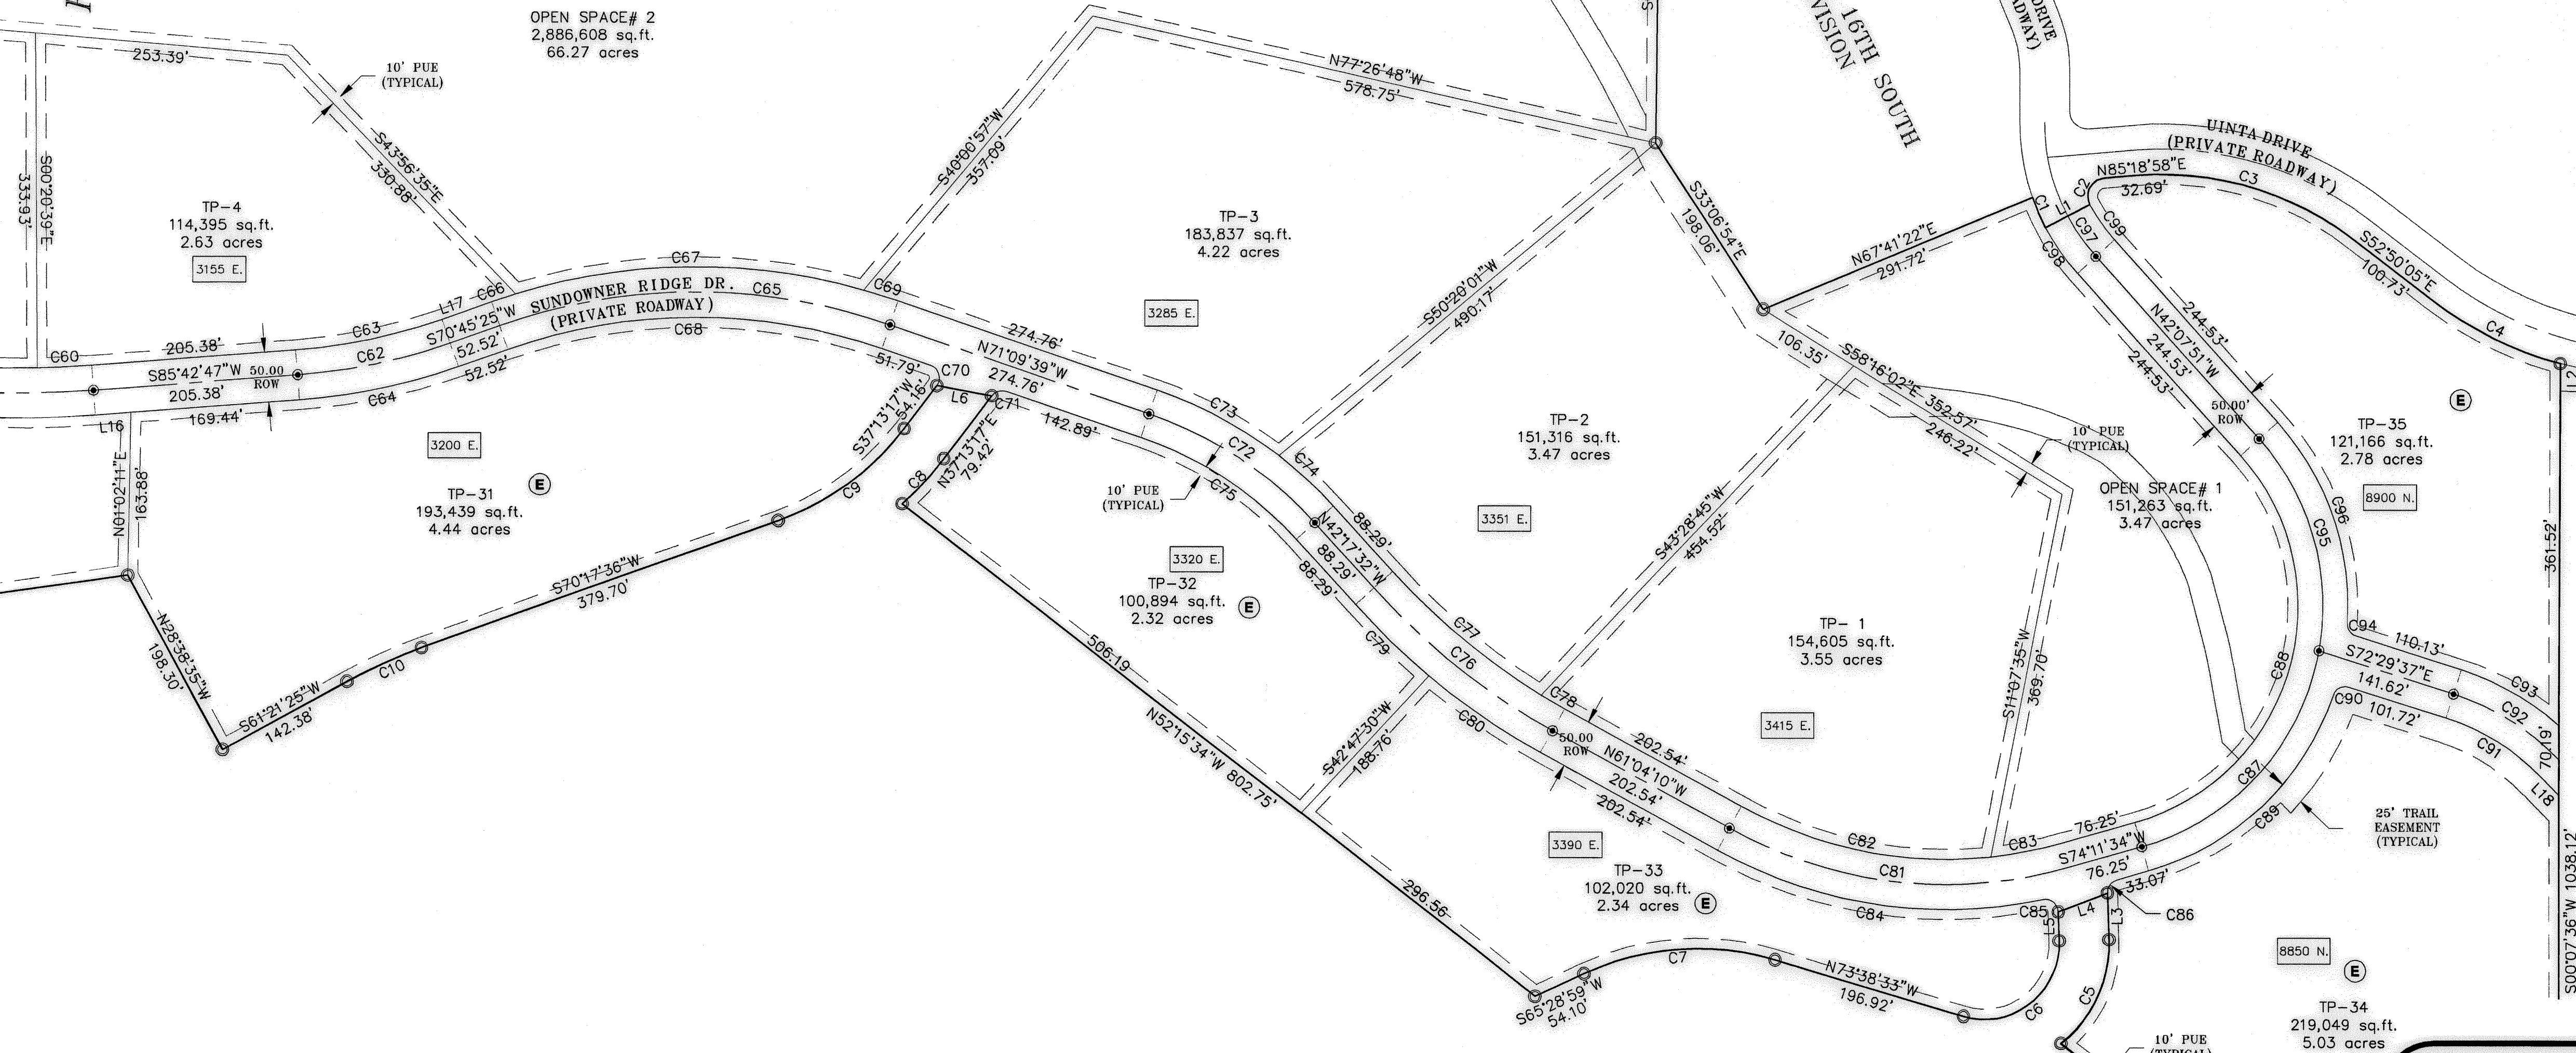 OPEN SPACE# 2
2,886,608 sq.ft.
66.27 acres
253.39'
10' PUE
(TYPICAL)
S43°56'35"E
330.88'
S00°20'39"E
333.93'
TP-4
114,395 sq.ft.
2.63 acres
3155 E.
C60
205.38'
S85°42'47"W
205.38'
50.00
ROW
169.44'
L16
C63
C62
C64
L17
C66
S70°45'25"W
52.52'
52.52'
C67
SUNDOWNER RIDGE DR.
(PRIVATE ROADWAY)
C65
C68
C69
51.79'
C70
L6
C71
S40°00'57"W
357.09'
N77°26'48"W
578.75'
TP-3
183,837 sq.ft.
4.22 acres
3285 E.
274.76'
N71°09'39"W
274.76'
142.89'
C73
C72
C75
C74
10' PUE
(TYPICAL)
S50°20'01"W
490.17'
16TH SOUTH
VISION
DRIVE
S33°06'54"E
198.06'
N67°41'22"E
291.72'
C1
L1
C2
C97
C98
C99
N85°18'58"E
32.69'
UINTA DRIVE
(PRIVATE ROADWAY)
C3
S52°50'05"E
100.73'
C4
L2
244.53'
N42°07'51"W
244.53'
244.53'
50.00'
ROW
106.35'
S58°16'02"E 352.57'
246.22'
10' PUE
(TYPICAL)
TP-35
121,166 sq.ft.
2.78 acres
E
8900 N.
361.52'
OPEN SPACE# 1
151,263 sq.ft.
3.47 acres
C96
C95
C88
TP-2
151,316 sq.ft.
3.47 acres
3351 E.
S43°28'45"W
454.52'
3200 E.
E
TP-31
193,439 sq.ft.
4.44 acres
N01°02'11"E
163.88'
S37°13'17"W
54.16'
N37°13'17"E
79.42'
C8
C9
S70°17'36"W
379.70'
N28°38'35"W
198.30'
S61°21'25"W
142.38'
C10
3320 E.
TP-32
100,894 sq.ft.
2.32 acres
E
88.29'
N42°17'32"W
88.29'
88.29'
C77
C76
C79
C78
C80
506.19
N52°15'34"W 802.75'
296.56
S42°47'30"W
188.76'
TP- 1
154,605 sq.ft.
3.55 acres
3415 E.
S11°07'35"W
369.70'
50.00
ROW
202.54'
N61°04'10"W
202.54'
202.54'
C82
C81
C84
C83
76.25'
S74°11'34"W
76.25'
33.07'
C85
L4
L5
L3
C86
C87
C89
C94
110.13'
S72°29'37"E
141.62'
C90
101.72'
C93
C92
C91
70.19'
L18
25' TRAIL
EASEMENT
(TYPICAL)
3390 E.
TP-33
102,020 sq.ft.
2.34 acres
E
C7
S65°28'59"W
54.10'
N73°38'33"W
196.92'
C6
C5
8850 N.
E
TP-34
219,049 sq.ft.
5.03 acres
10' PUE
S00°07'36"W 1038.12'